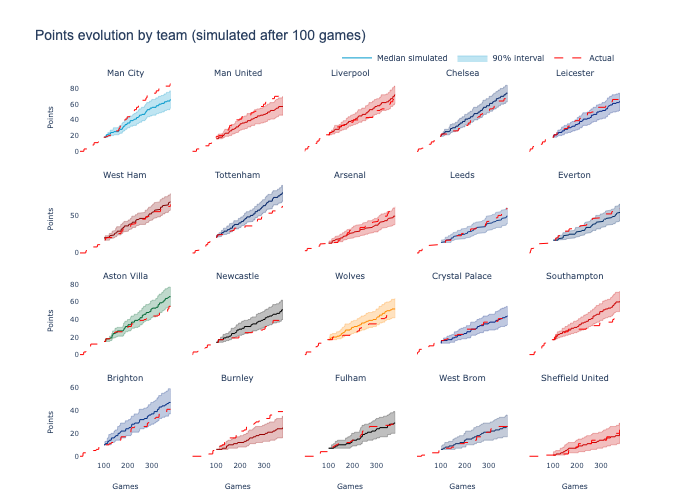 Points evolution by team (simulated after 100 games)
Median simulated 90% interval Actual
Man City Man United Liverpool Chelsea Leicester
80
60
40
20
0
Points
West Ham Tottenham Arsenal Leeds Everton
50
0
Points
Aston Villa Newcastle Wolves Crystal Palace Southampton
80
60
40
20
0
Points
Brighton Burnley Fulham West Brom Sheffield United
60
40
20
0
Points
100 200 300 100 200 300 100 200 300 100 200 300 100 200 300
Games Games Games Games Games